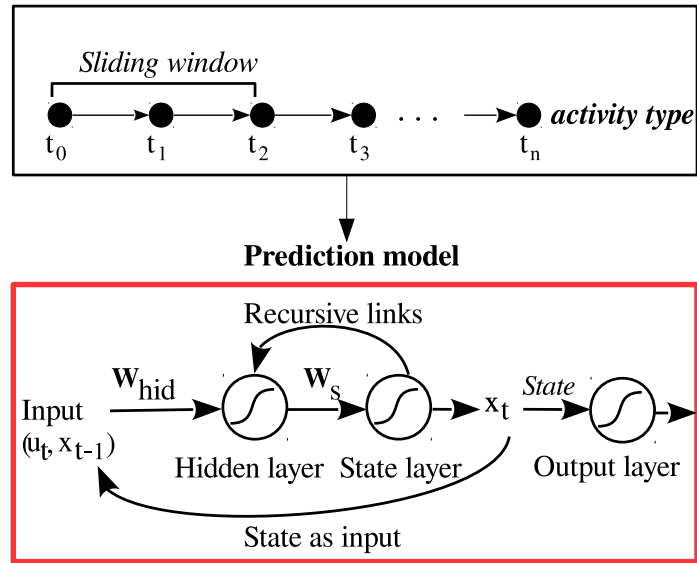 Sliding window
. . .
activity type
t0 t1 t2 t3 tn
Prediction model
Recursive links
Whid
Ws
State
Input
(ut, xt-1)
xt
Hidden layer
State layer
Output layer
State as input